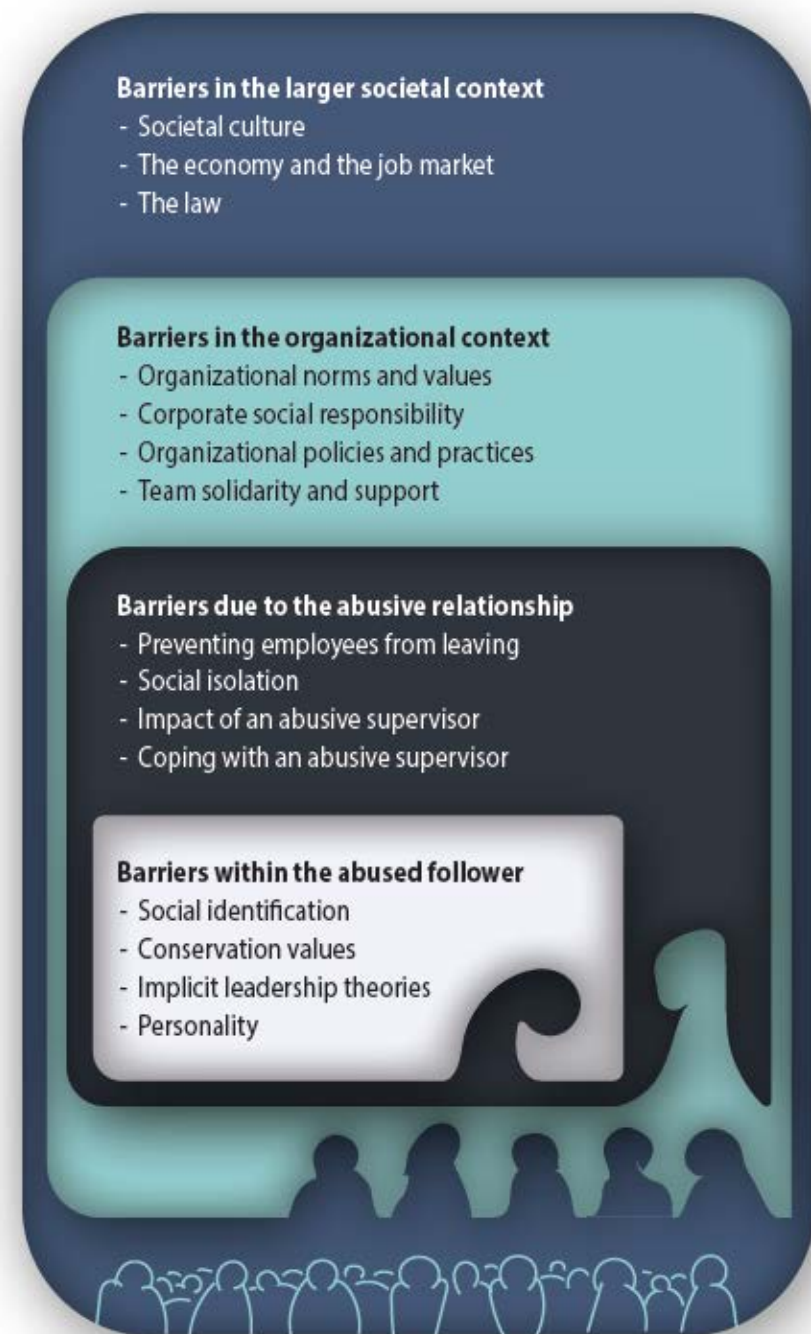 Barriers in the larger societal context
- Societal culture
- The economy and the job market
- The law
Barriers in the organizational context
- Organizational norms and values
- Corporate social responsibility
- Organizational policies and practices
- Team solidarity and support
Barriers due to the abusive relationship
- Preventing employees from leaving
- Social isolation
- Impact of an abusive supervisor
- Coping with an abusive supervisor
Barriers within the abused follower
- Social identification
- Conservation values
- Implicit leadership theories
- Personality